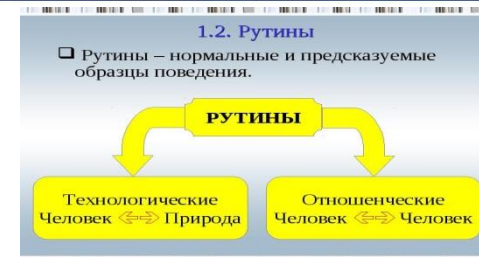 1.2. Рутины
❑ Рутины – нормальные и предсказуемые
образцы поведения.
РУТИНЫ
Технологические
Человек ⇔ Природа
Отношенческие
Человек ⇔ Человек